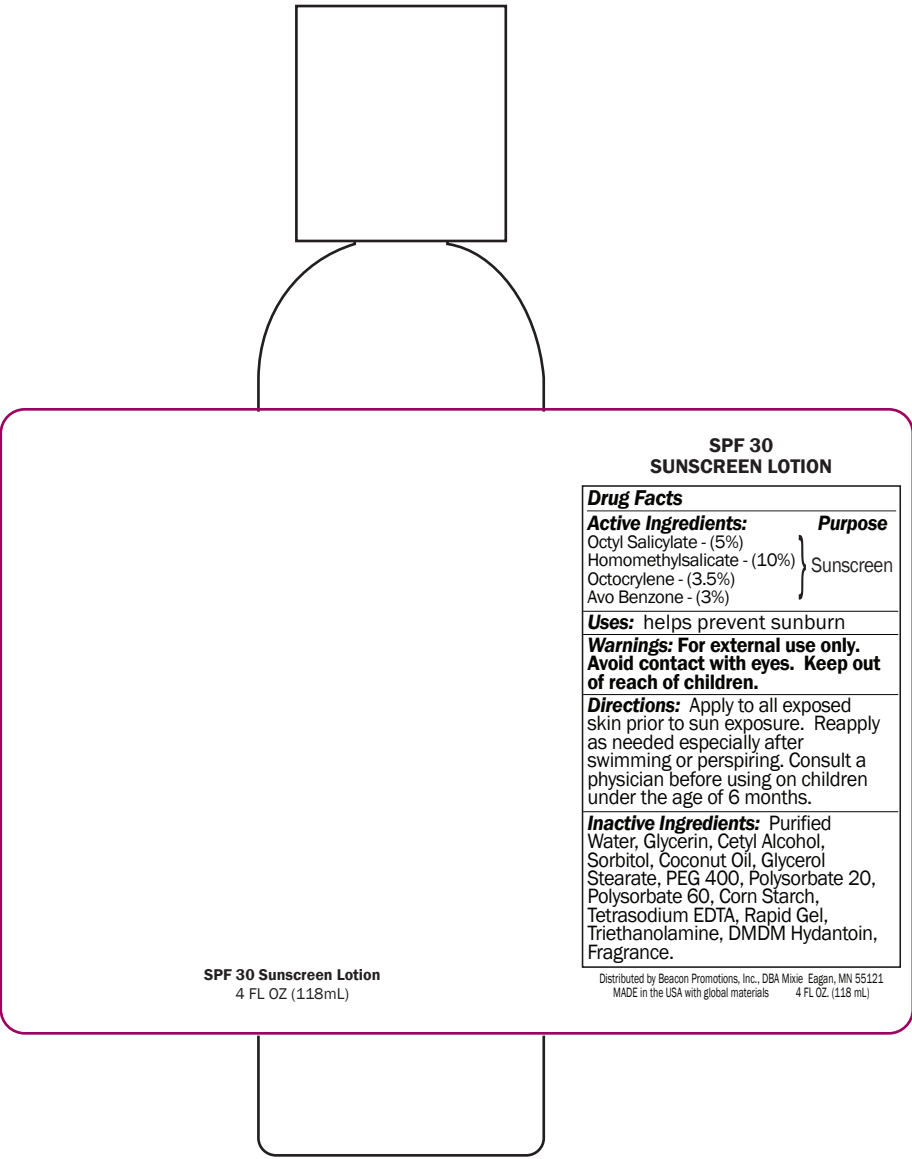 SPF 30
SUNSCREEN LOTION
Drug Facts
Active Ingredients: Purpose
Octyl Salicylate - (5%)
Homomethylsalicate - (10%)
Sunscreen
Octocrylene - (3.5%)
Avo Benzone - (3%)
Uses: helps prevent sunburn
Warnings: For external use only.
Avoid contact with eyes. Keep out
of reach of children.
Directions: Apply to all exposed
skin prior to sun exposure. Reapply
as needed especially after
swimming or perspiring. Consult a
physician before using on children
under the age of 6 months.
Inactive Ingredients: Purified
Water, Glycerin, Cetyl Alcohol,
Sorbitol, Coconut Oil, Glycerol
Stearate, PEG 400, Polysorbate 20,
Polysorbate 60, Corn Starch,
Tetrasodium EDTA, Rapid Gel,
Triethanolamine, DMDM Hydantoin,
Fragrance.
Distributed by Beacon Promotions, Inc., DBA Mixie Eagan, MN 55121
MADE in the USA with global materials 4 FL OZ. (118 mL)
SPF 30 Sunscreen Lotion
4 FL OZ (118mL)